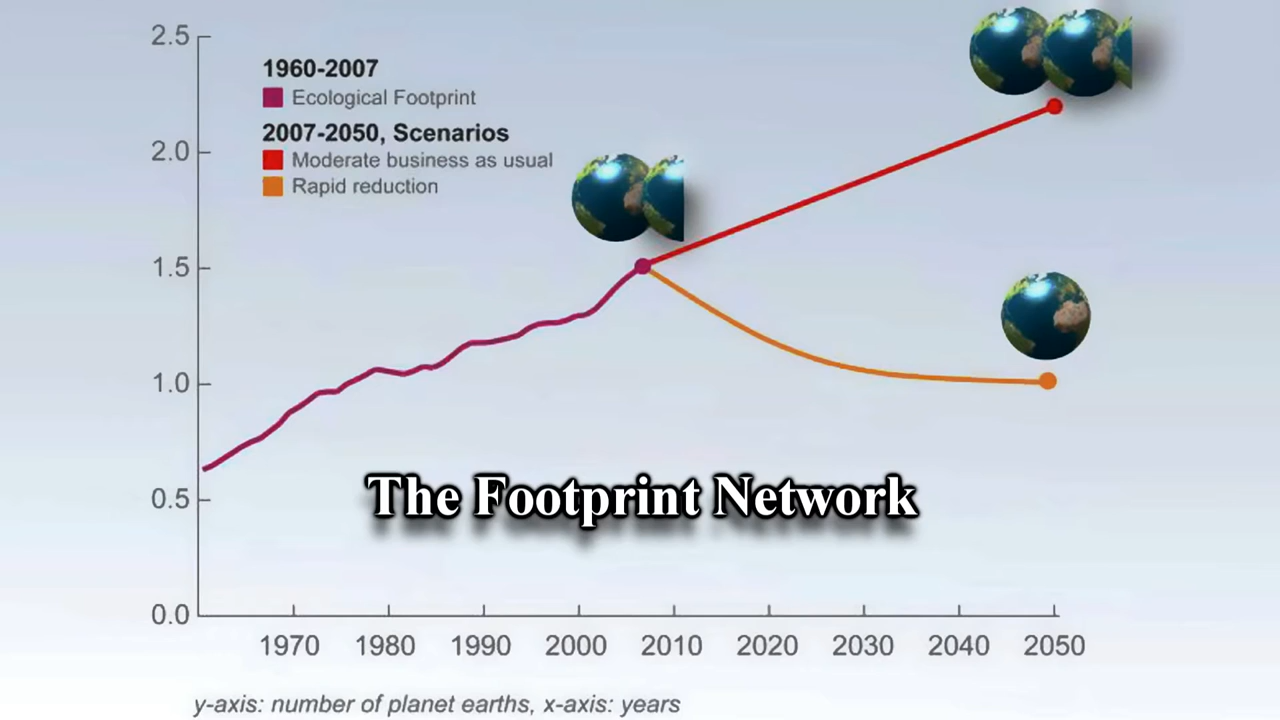 2.5
1960-2007
Ecological Footprint
2007-2050, Scenarios
2.0
Moderate business as usual
Rapid reduction
1.5
1.0
0.5
The Footprint Network
0.0
1970 1980 1990 2000 2010 2020 2030 2040 2050
y-axis: number of planet earths, x-axis: years